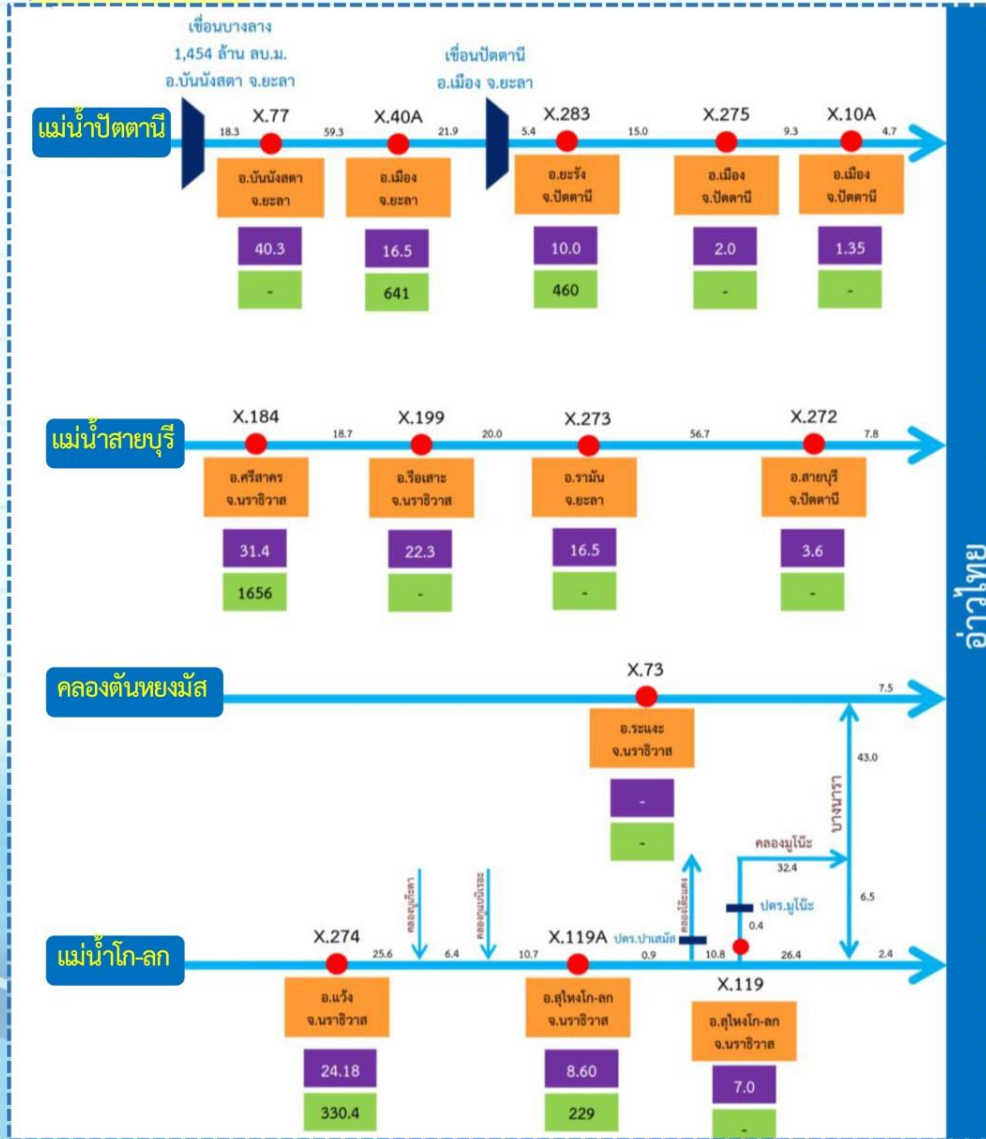 เขื่อนบางลาง
1,454 ล้าน ลบ.ม.
อ.บันนังสตา จ.ยะลา
เขื่อนปัตตานี
อ.เมือง จ.ยะลา
แม่น้ำปัตตานี
18.3
X.77
59.3
X.40A
21.9
5.4
X.283
15.0
X.275
9.3
X.10A
4.7
อ.บันนังสตา
จ.ยะลา
อ.เมือง
จ.ยะลา
อ.ยะรัง
จ.ปัตตานี
อ.เมือง
จ.ปัตตานี
อ.เมือง
จ.ปัตตานี
40.3
16.5
10.0
2.0
1.35
-
641
460
-
-
แม่น้ำสายบุรี
X.184
18.7
X.199
20.0
X.273
56.7
X.272
7.8
อ.ศรีสาคร
จ.นราธิวาส
อ.รือเสาะ
จ.นราธิวาส
อ.รามัน
จ.ยะลา
อ.สายบุรี
จ.ปัตตานี
31.4
22.3
16.5
3.6
1656
-
-
-
อ่าวไทย
คลองตันหยงมัส
X.73
7.5
อ.ระแงะ
จ.นราธิวาส
-
-
บางนารา
43.0
6.5
คลองมูโน๊ะ
32.4
ปตร.มูโน๊ะ
0.4
คลองโต๊ะแดง
ปตร.ปาเสมัส
แม่น้ำโก-ลก
X.274
25.6
6.4
10.7
X.119A
0.9
10.8
X.119
26.4
2.4
อ.แว้ง
จ.นราธิวาส
อ.สุไหงโก-ลก
จ.นราธิวาส
อ.สุไหงโก-ลก
จ.นราธิวาส
24.18
8.60
7.0
330.4
229
-